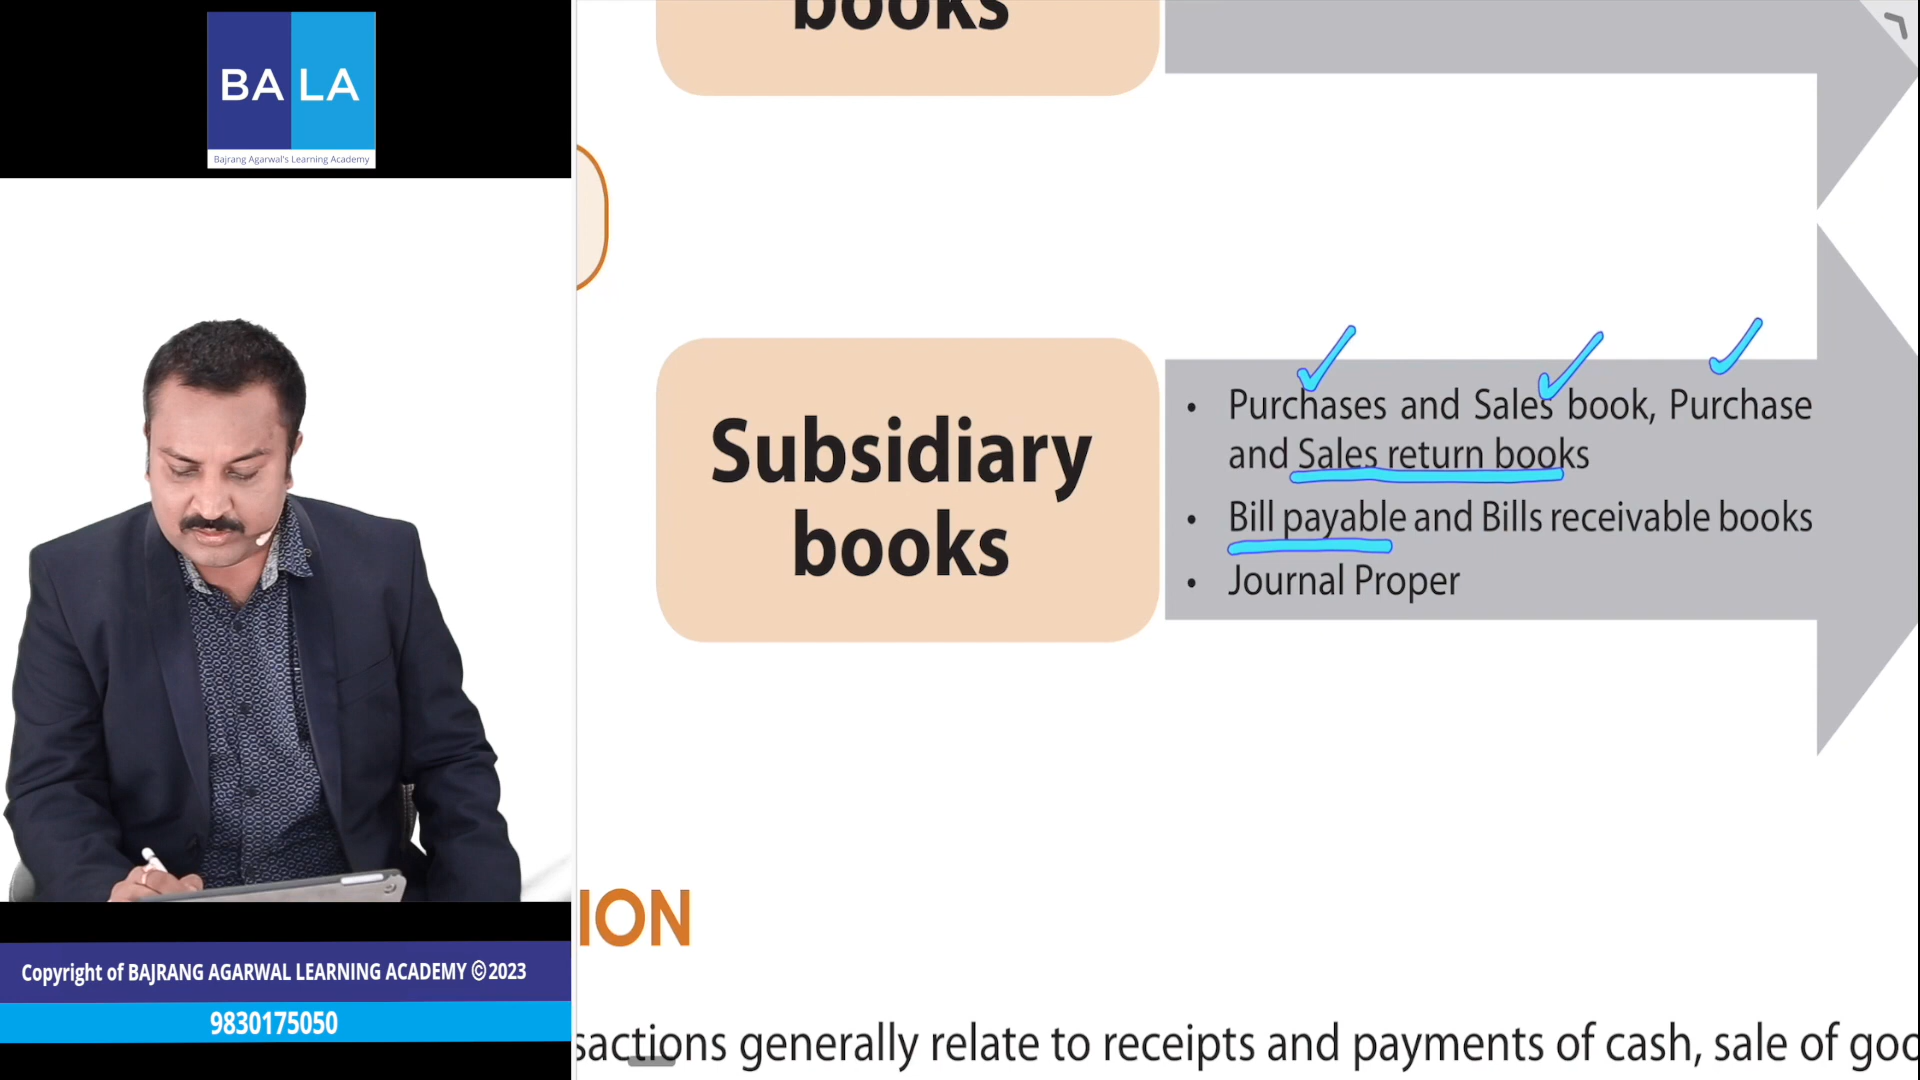 BALA
Bajrang Agarwal's Learning Academy
books
Subsidiary
books
• Purchases and Sales book, Purchase
and Sales return books
• Bill payable and Bills receivable books
• Journal Proper
ION
Copyright of BAJRANG AGARWAL LEARNING ACADEMY ©2023
9830175050
sactions generally relate to receipts and payments of cash, sale of goo